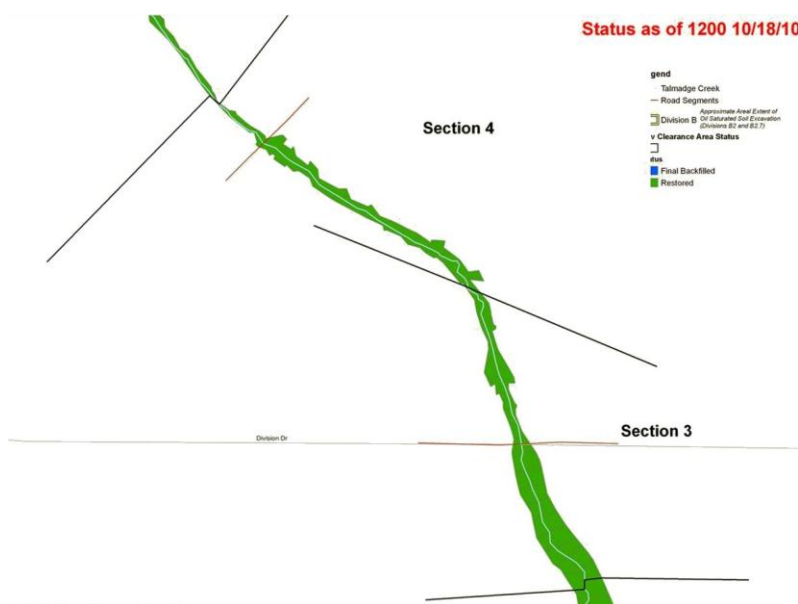 Status as of 1200 10/18/10
gend
Talmadge Creek
Road Segments
Division B
Approximate Areal Extent of
Oil Saturated Soil Excavation
(Divisions B2 and B2.7)
v Clearance Area Status
tus
Final Backfilled
Restored
Section 4
Section 3
Division Dr